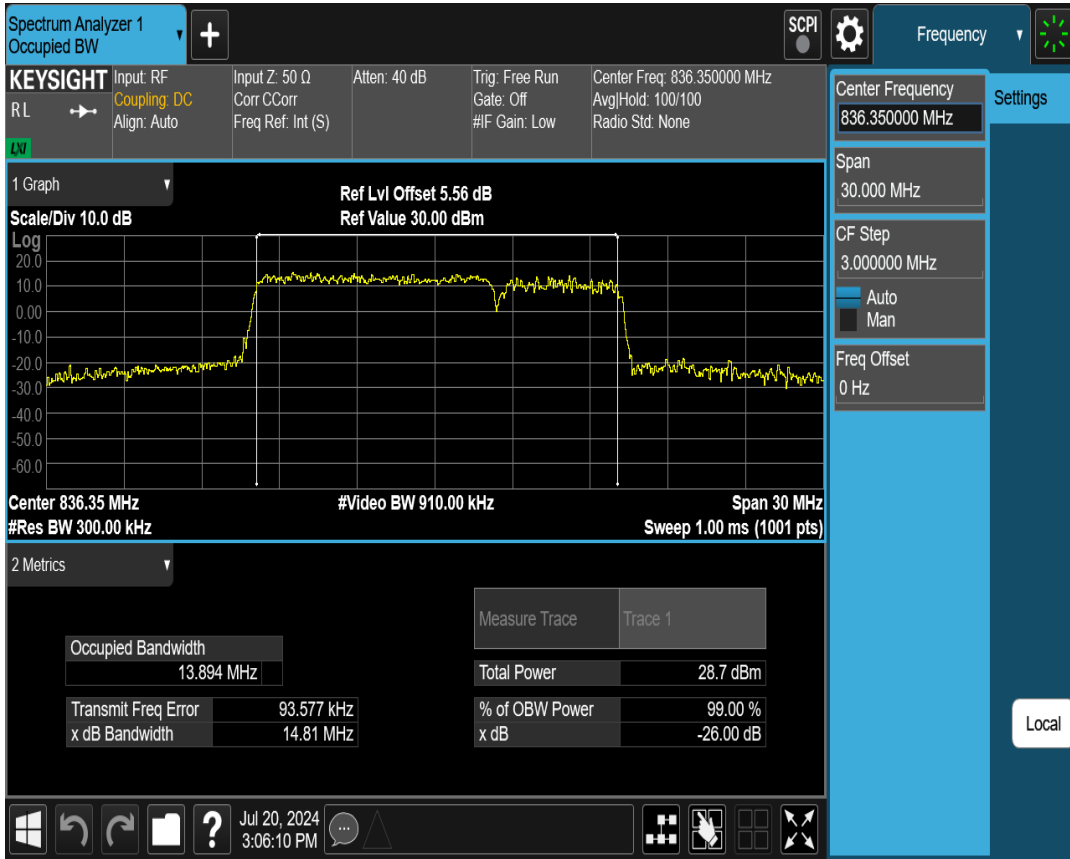 Spectrum Analyzer 1
Occupied BW
+
SCPI
Frequency
KEYSIGHT
RL
LXI
Input: RF
Coupling: DC
Align: Auto
Input Z: 50 Ω
Corr CCorr
Freq Ref: Int (S)
Atten: 40 dB
Trig: Free Run
Gate: Off
#IF Gain: Low
Center Freq: 836.350000 MHz
Avg|Hold: 100/100
Radio Std: None
Center Frequency
836.350000 MHz
Settings
Span
30.000 MHz
CF Step
3.000000 MHz
Auto
Man
Freq Offset
0 Hz
Local
1 Graph
Ref Lvl Offset 5.56 dB
Scale/Div 10.0 dB
Ref Value 30.00 dBm
Log
20.0
10.0
0.00
-10.0
-20.0
-30.0
-40.0
-50.0
-60.0
Center 836.35 MHz
#Video BW 910.00 kHz
Span 30 MHz
#Res BW 300.00 kHz
Sweep 1.00 ms (1001 pts)
2 Metrics
Measure Trace
Trace 1
Occupied Bandwidth
13.894 MHz
Total Power
28.7 dBm
Transmit Freq Error
93.577 kHz
% of OBW Power
99.00 %
x dB Bandwidth
14.81 MHz
x dB
-26.00 dB
?
Jul 20, 2024
3:06:10 PM